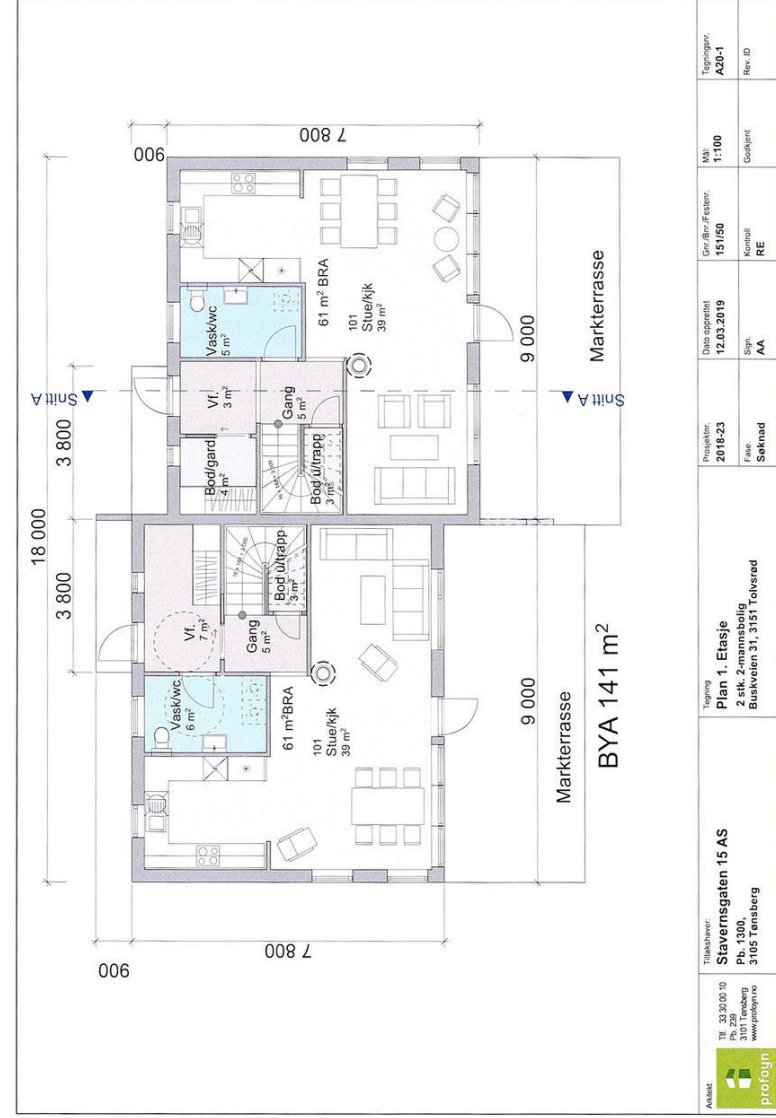 18 000
3 800
3 800
900
7 800
900
7 800
Snitt A
Snitt A
Vf.
7 m²
Vask/wc
6 m²
Gang
5 m²
Bod u/trapp
3 m²
61 m²BRA
101
Stue/kjk
39 m²
Bod/gard
4 m²
Vf.
3 m²
Vask/wc
5 m²
Gang
5 m²
Bod u/trapp
3 m²
61 m² BRA
101
Stue/kjk
39 m²
9 000
9 000
Markterrasse
Markterrasse
BYA 141 m²
Arkitekt:
profoyn
Tlf. 33 30 00 10
Pb. 239
3101 Tønsberg
www.profoyn.no
Tiltakshaver:
Stavernsgaten 15 AS
Pb. 1300,
3105 Tønsberg
Tegning
Plan 1. Etasje
2 stk. 2-mannsbolig
Buskveien 31, 3151 Tolvsrød
Prosjektnr.
2018-23
Fase.
Søknad
Dato opprettet
12.03.2019
Sign.
AA
Gnr./Bnr./Festenr.
151/50
Kontroll
RE
Mål:
1:100
Godkjent
Tegningsnr.
A20-1
Rev. ID